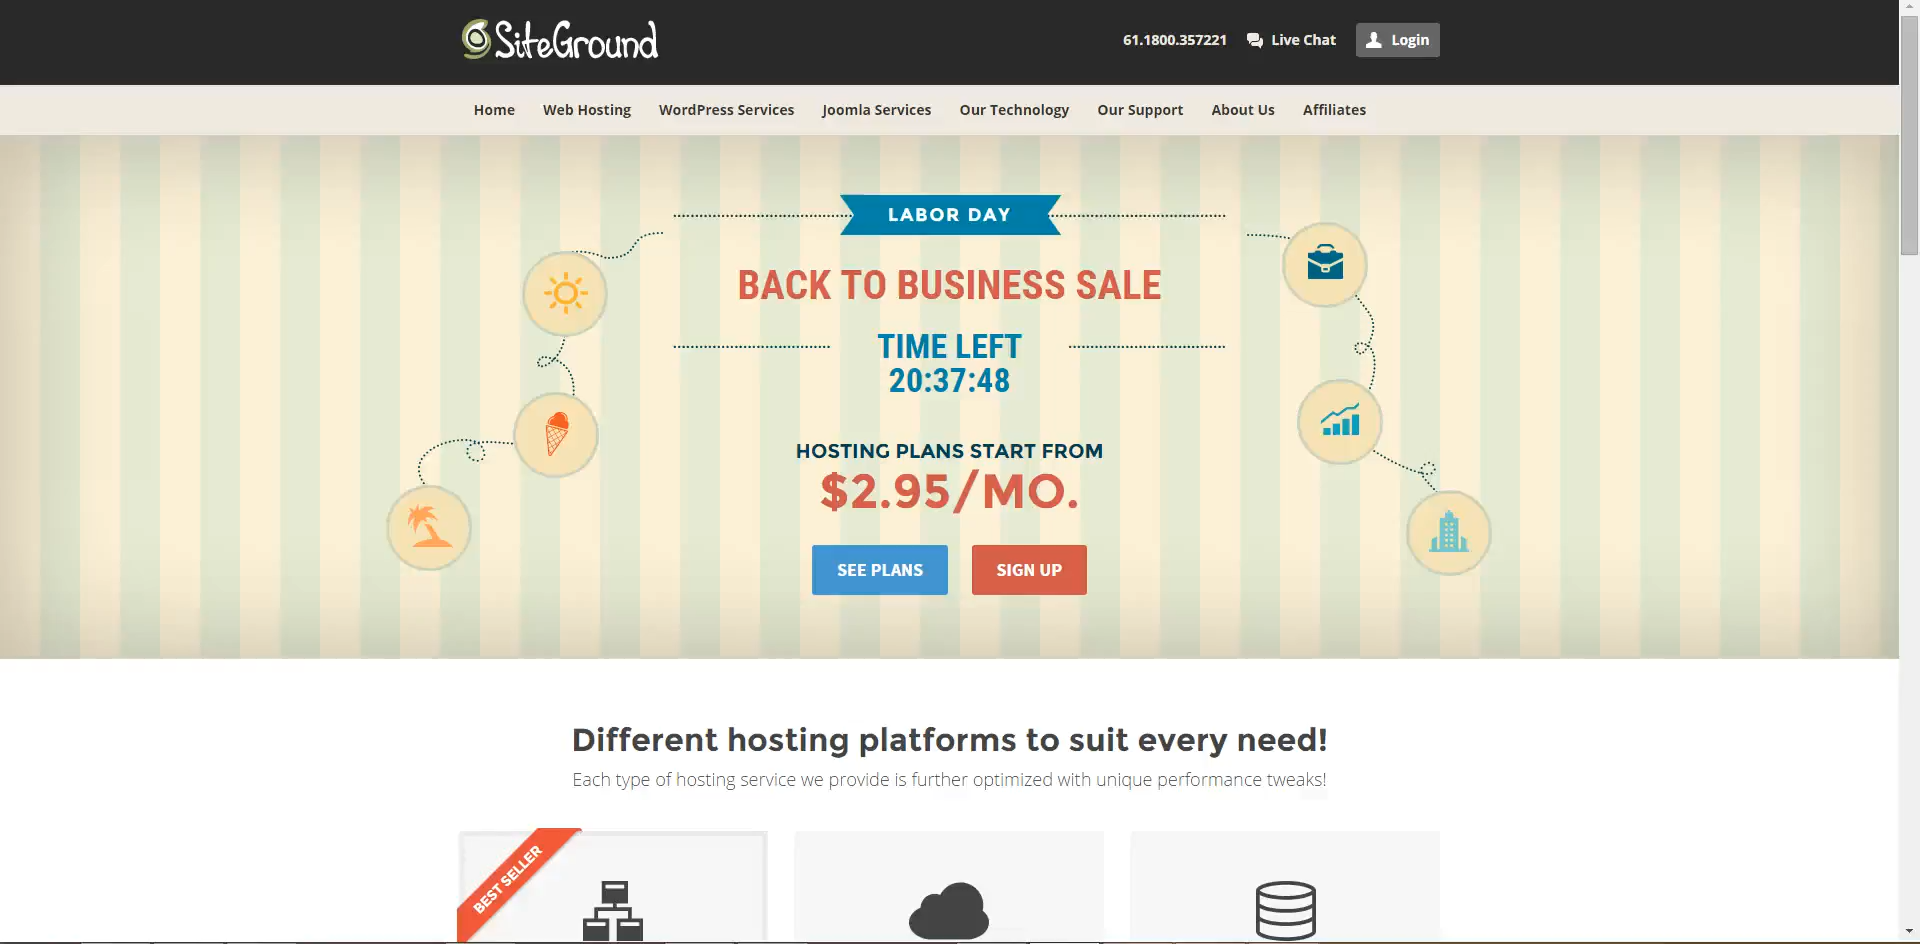 SiteGround
61.1800.357221 Live Chat Login
Home Web Hosting WordPress Services Joomla Services Our Technology Our Support About Us Affiliates
LABOR DAY
BACK TO BUSINESS SALE
TIME LEFT
20:37:48
HOSTING PLANS START FROM
$2.95/MO.
SEE PLANS SIGN UP
Different hosting platforms to suit every need!
Each type of hosting service we provide is further optimized with unique performance tweaks!
BEST SELLER